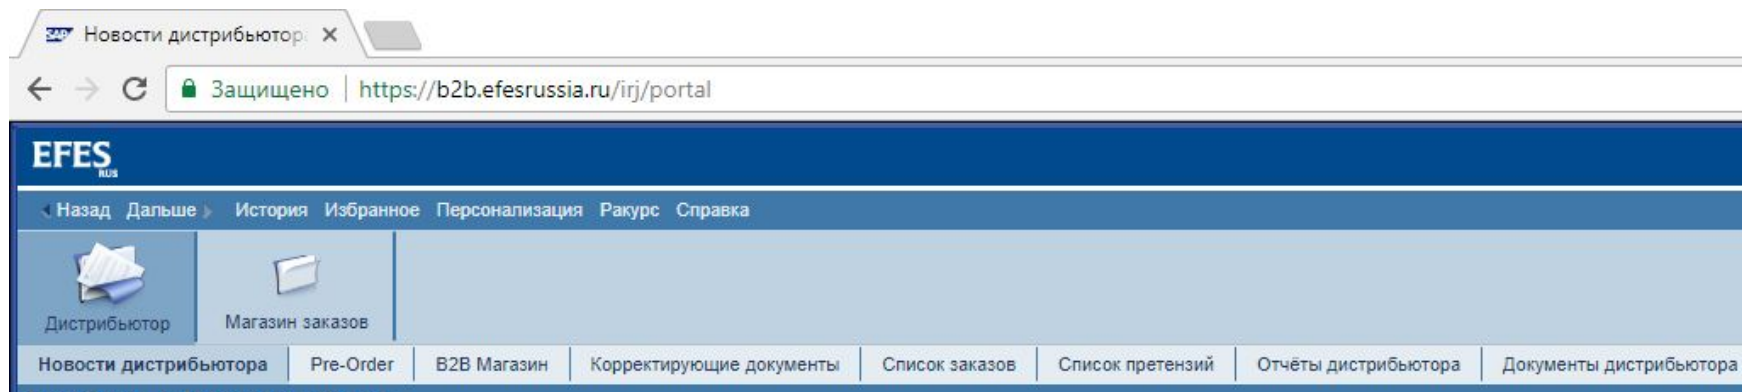 SAP Новости дистрибьютор
Защищено https://b2b.efesrussia.ru/irj/portal
EFES
RUS
Назад Дальше История Избранное Персонализация Ракурс Справка
Дистрибьютор Магазин заказов
Новости дистрибьютора Pre-Order B2B Магазин Корректирующие документы Список заказов Список претензий Отчёты дистрибьютора Документы дистрибьютора